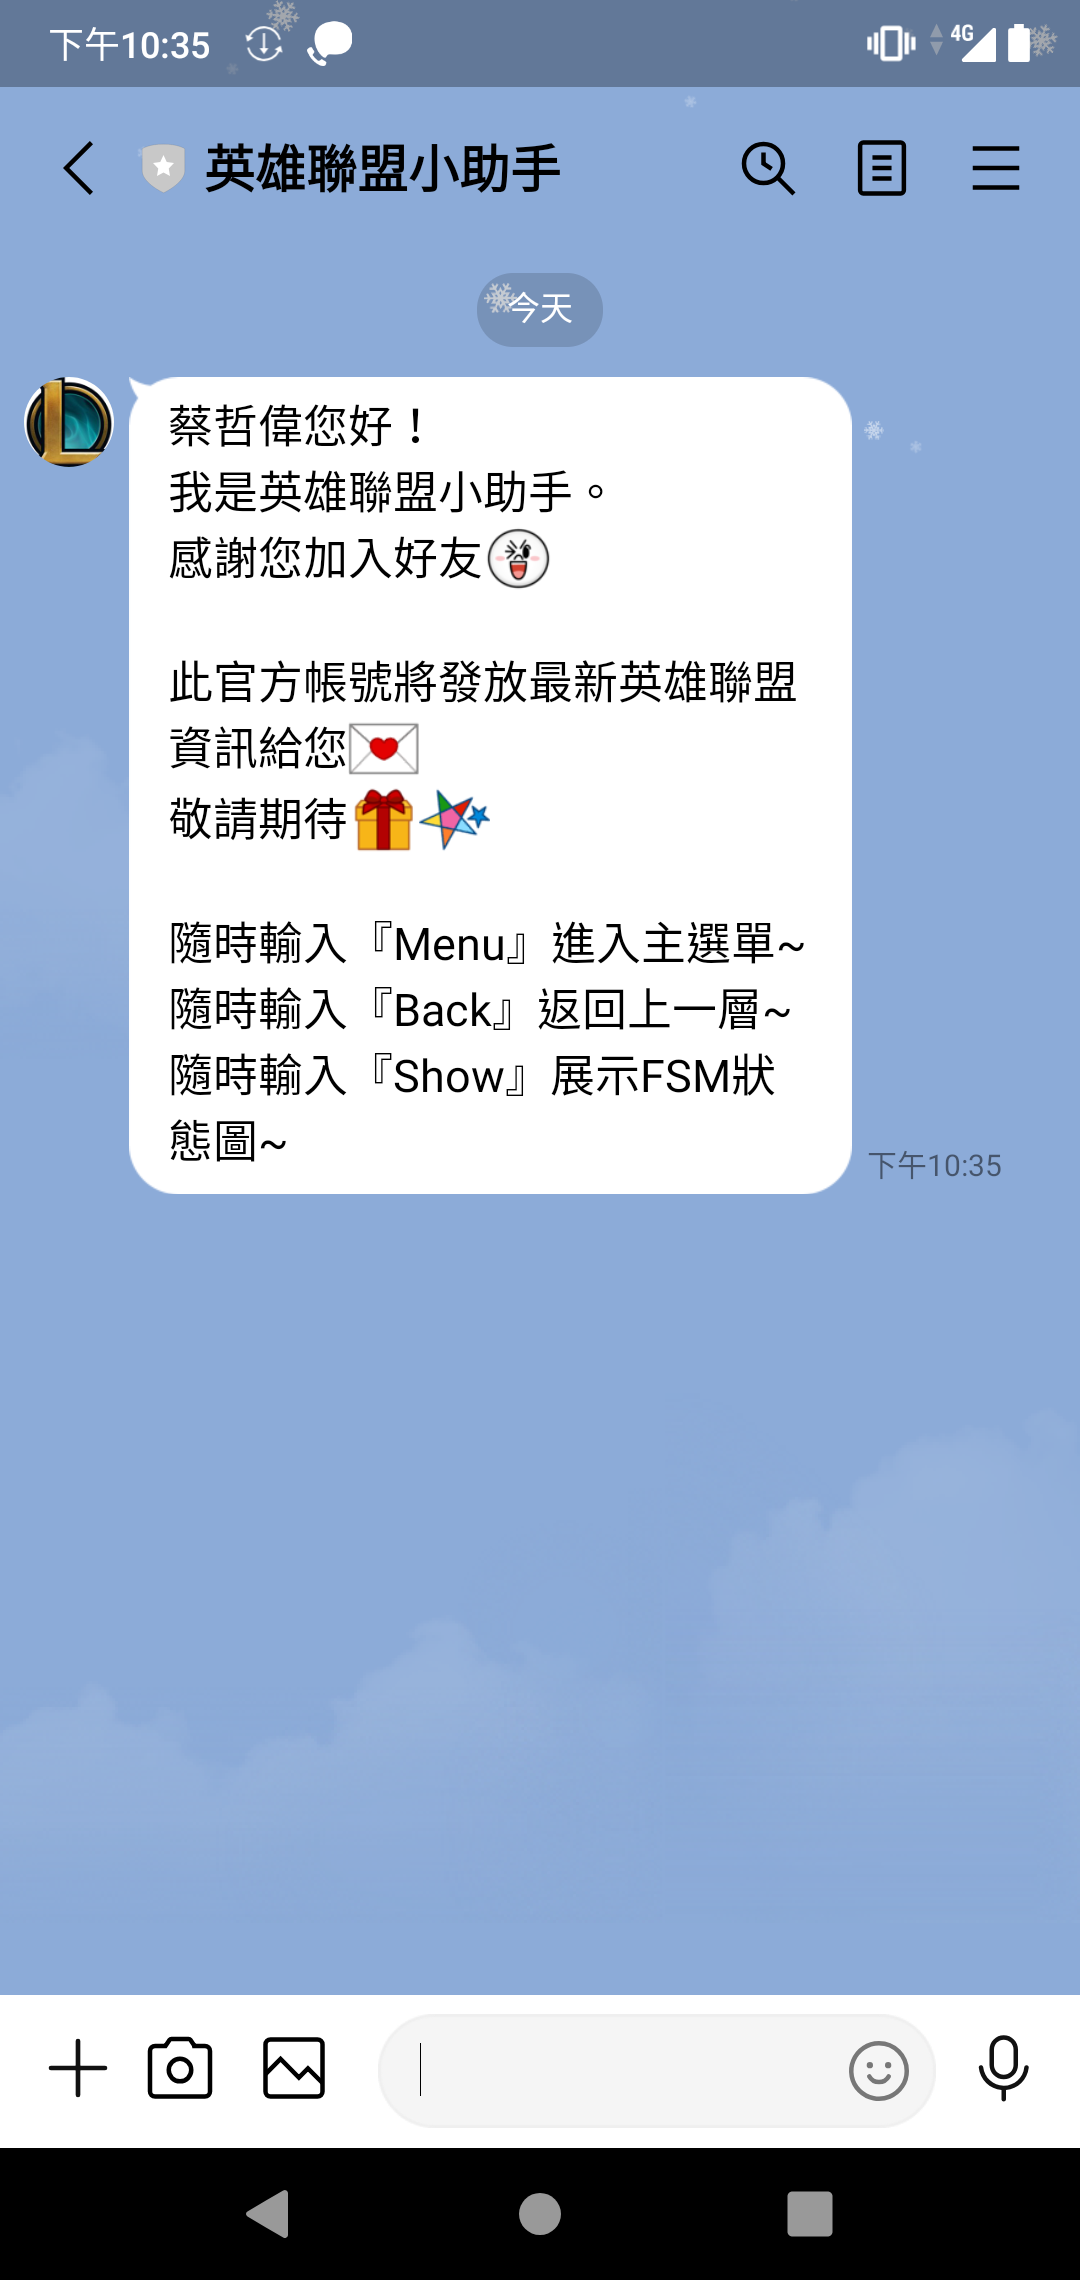 下午10:35
4G
英雄聯盟小助手
今天
蔡哲偉您好！
我是英雄聯盟小助手。
感謝您加入好友
此官方帳號將發放最新英雄聯盟
資訊給您
敬請期待
隨時輸入『Menu』進入主選單~
隨時輸入『Back』返回上一層~
隨時輸入『Show』展示FSM狀
態圖~
下午10:35